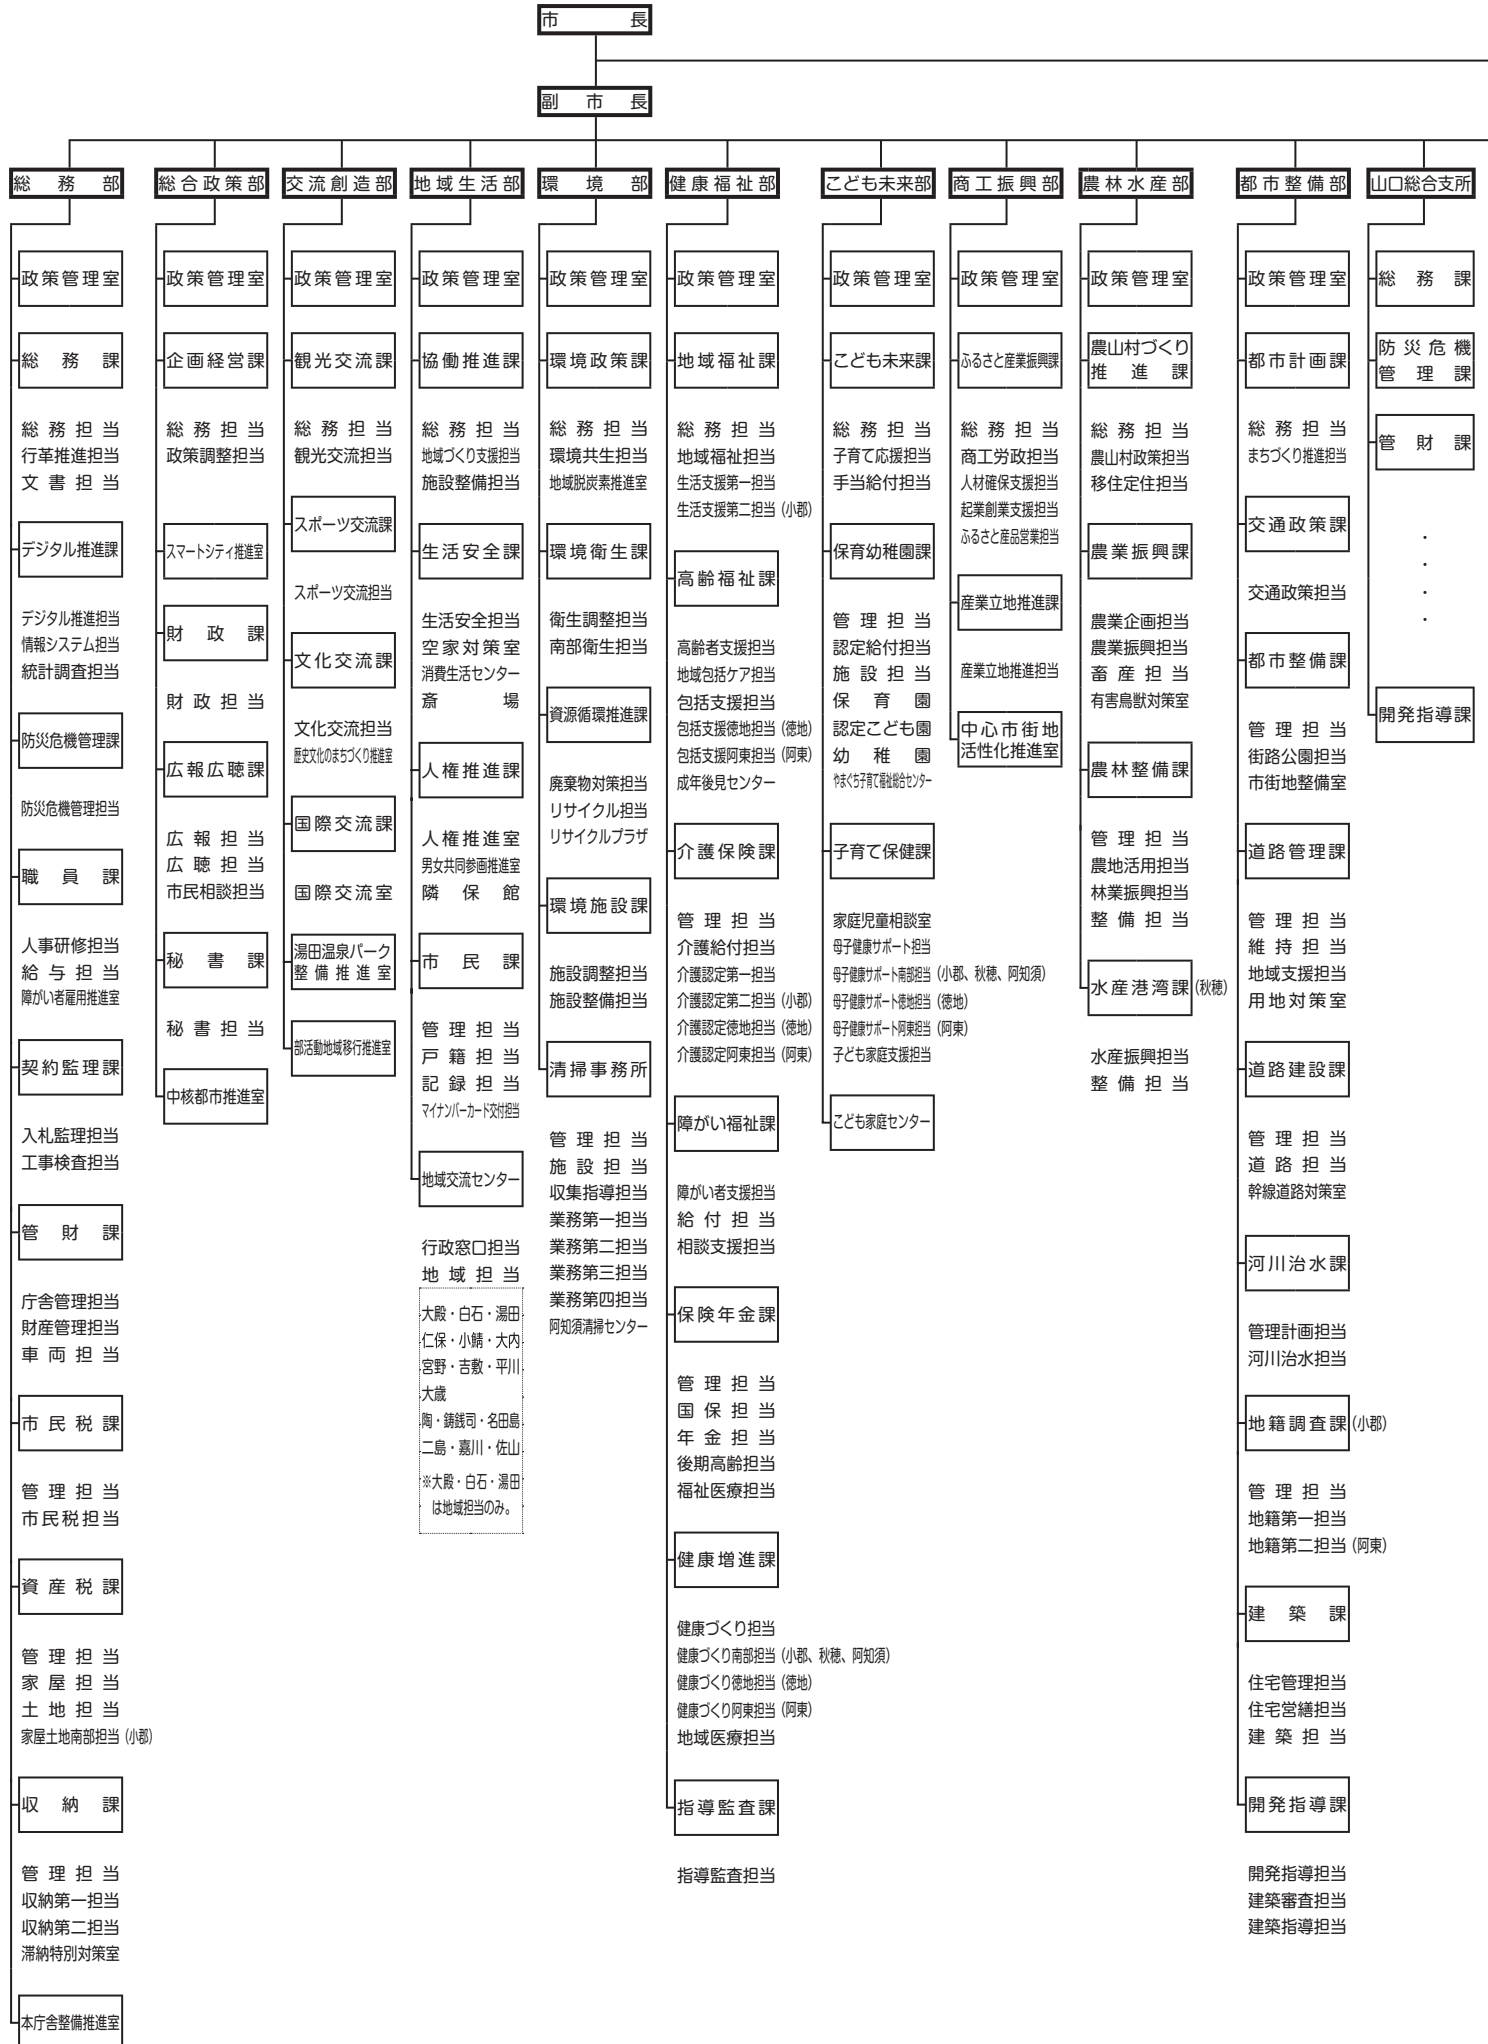 市長
副市長
総務部
政策管理室
総務課
総務担当
行革推進担当
文書担当
デジタル推進課
デジタル推進担当
情報システム担当
統計調査担当
防災危機管理課
防災危機管理担当
職員課
人事研修担当
給与担当
障がい者雇用推進室
契約監理課
入札監理担当
工事検査担当
管財課
庁舎管理担当
財産管理担当
車両担当
市民税課
管理担当
市民税担当
資産税課
管理担当
家屋担当
土地担当
家屋土地南部担当(小郡)
収納課
管理担当
収納第一担当
収納第二担当
滞納特別対策室
本庁舎整備推進室
総合政策部
政策管理室
企画経営課
総務担当
政策調整担当
スマートシティ推進室
財政課
財政担当
広報広聴課
広報担当
広聴担当
市民相談担当
秘書課
秘書担当
中核都市推進室
交流創造部
政策管理室
観光交流課
総務担当
観光交流担当
スポーツ交流課
スポーツ交流担当
文化交流課
文化交流担当
歴史文化のまちづくり推進室
国際交流課
国際交流室
湯田温泉パーク
整備推進室
部活動地域移行推進室
地域生活部
政策管理室
協働推進課
総務担当
地域づくり支援担当
施設整備担当
生活安全課
生活安全担当
空家対策室
消費生活センター
斎場
人権推進課
人権推進室
男女共同参画推進室
隣保館
市民課
管理担当
戸籍担当
記録担当
マイナンバーカード交付担当
地域交流センター
行政窓口担当
地域担当
大殿・白石・湯田
仁保・小鯖・大内
宮野・吉敷・平川
大歳
陶・鋳銭司・名田島
二島・嘉川・佐山
※大殿・白石・湯田
は地域担当のみ。
環境部
政策管理室
環境政策課
総務担当
環境共生担当
地域脱炭素推進室
環境衛生課
衛生調整担当
南部衛生担当
資源循環推進課
廃棄物対策担当
リサイクル担当
リサイクルプラザ
環境施設課
施設調整担当
施設整備担当
清掃事務所
管理担当
施設担当
収集指導担当
業務第一担当
業務第二担当
業務第三担当
業務第四担当
阿知須清掃センター
健康福祉部
政策管理室
地域福祉課
総務担当
地域福祉担当
生活支援第一担当
生活支援第二担当(小郡)
高齢福祉課
高齢者支援担当
地域包括ケア担当
包括支援担当
包括支援徳地担当(徳地)
包括支援阿東担当(阿東)
成年後見センター
介護保険課
管理担当
介護給付担当
介護認定第一担当
介護認定第二担当(小郡)
介護認定徳地担当(徳地)
介護認定阿東担当(阿東)
障がい福祉課
障がい者支援担当
給付担当
相談支援担当
保険年金課
管理担当
国保担当
年金担当
後期高齢担当
福祉医療担当
健康増進課
健康づくり担当
健康づくり南部担当(小郡、秋穂、阿知須)
健康づくり徳地担当(徳地)
健康づくり阿東担当(阿東)
地域医療担当
指導監査課
指導監査担当
こども未来部
政策管理室
こども未来課
総務担当
子育て応援担当
手当給付担当
保育幼稚園課
管理担当
認定給付担当
施設担当
保育園
認定こども園
幼稚園
やまぐち子育て福祉総合センター
子育て保健課
家庭児童相談室
母子健康サポート担当
母子健康サポート南部担当(小郡、秋穂、阿知須)
母子健康サポート徳地担当(徳地)
母子健康サポート阿東担当(阿東)
子ども家庭支援担当
こども家庭センター
商工振興部
政策管理室
ふるさと産業振興課
総務担当
商工労政担当
人材確保支援担当
起業創業支援担当
ふるさと産品営業担当
産業立地推進課
産業立地推進担当
中心市街地
活性化推進室
農林水産部
政策管理室
農山村づくり
推進課
総務担当
農山村政策担当
移住定住担当
農業振興課
農業企画担当
農業振興担当
畜産担当
有害鳥獣対策室
農林整備課
管理担当
農地活用担当
林業振興担当
整備担当
水産港湾課(秋穂)
水産振興担当
整備担当
都市整備部
政策管理室
都市計画課
総務担当
まちづくり推進担当
交通政策課
交通政策担当
都市整備課
管理担当
街路公園担当
市街地整備室
道路管理課
管理担当
維持担当
地域支援担当
用地対策室
道路建設課
管理担当
道路担当
幹線道路対策室
河川治水課
管理計画担当
河川治水担当
地籍調査課(小郡)
管理担当
地籍第一担当
地籍第二担当(阿東)
建築課
住宅管理担当
住宅営繕担当
建築担当
開発指導課
開発指導担当
建築審査担当
建築指導担当
山口総合支所
総務課
防災危機
管理課
管財課
・
・
・
・
開発指導課